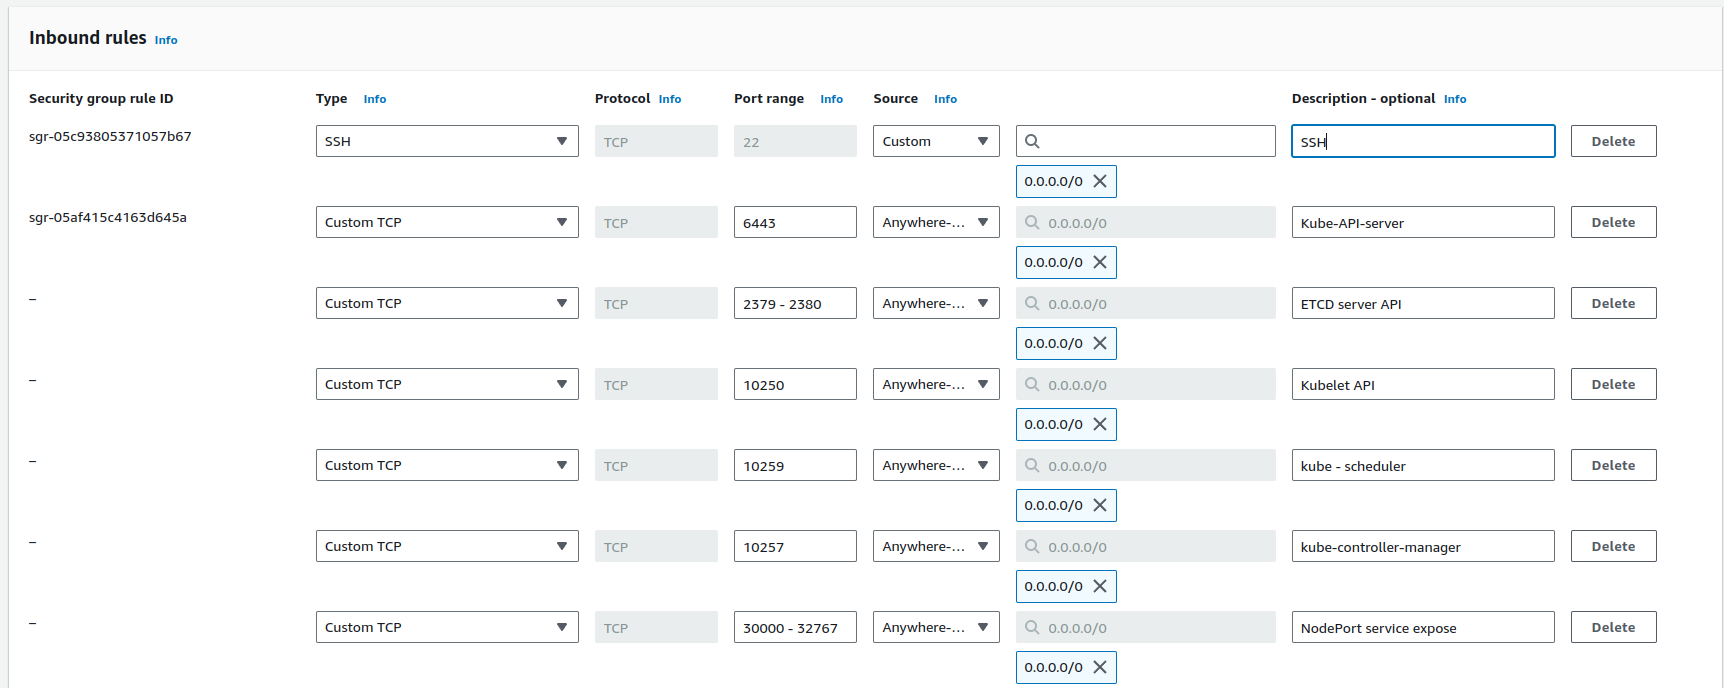 Inbound rules Info
Security group rule ID Type Info Protocol Info Port range Info Source Info Description - optional Info
sgr-05c93805371057b67 SSH TCP 22 Custom SSH Delete
0.0.0.0/0
sgr-05af415c4163d645a Custom TCP TCP 6443 Anywhere-... 0.0.0.0/0 Kube-API-server Delete
0.0.0.0/0
– Custom TCP TCP 2379 - 2380 Anywhere-... 0.0.0.0/0 ETCD server API Delete
0.0.0.0/0
– Custom TCP TCP 10250 Anywhere-... 0.0.0.0/0 Kubelet API Delete
0.0.0.0/0
– Custom TCP TCP 10259 Anywhere-... 0.0.0.0/0 kube - scheduler Delete
0.0.0.0/0
– Custom TCP TCP 10257 Anywhere-... 0.0.0.0/0 kube-controller-manager Delete
0.0.0.0/0
– Custom TCP TCP 30000 - 32767 Anywhere-... 0.0.0.0/0 NodePort service expose Delete
0.0.0.0/0